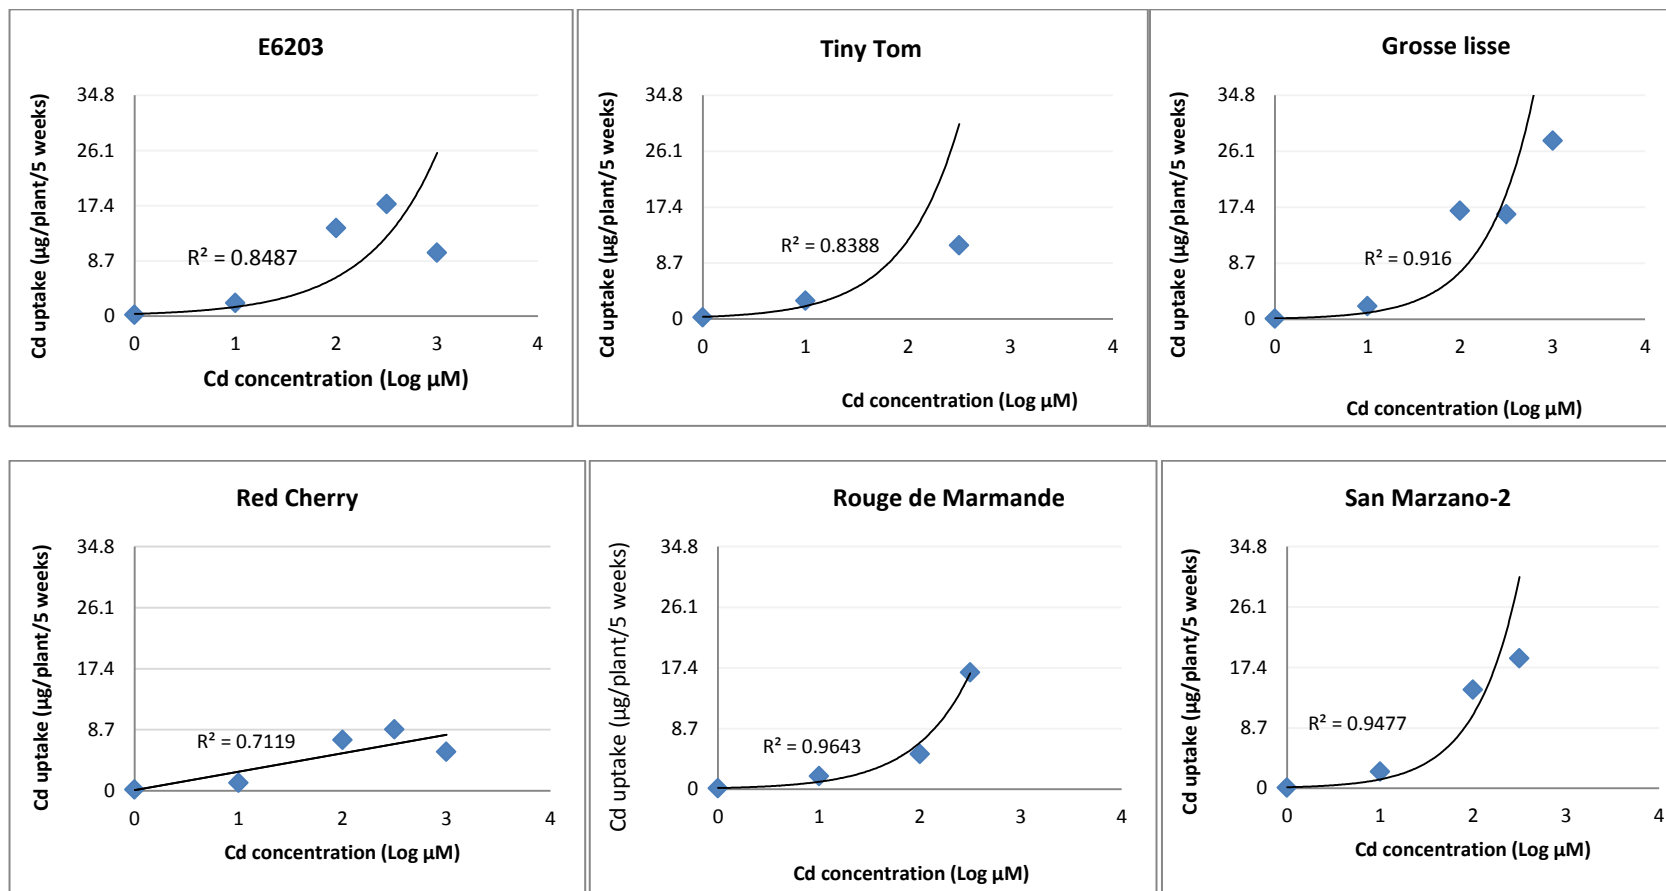 E6203
Cd uptake (µg/plant/5 weeks)
34.8
26.1
17.4
8.7
0
R² = 0.8487
0 1 2 3 4
Cd concentration (Log µM)
Tiny Tom
Cd uptake (µg/plant/5 weeks)
34.8
26.1
17.4
8.7
0
R² = 0.8388
0 1 2 3 4
Cd concentration (Log µM)
Grosse lisse
Cd uptake (µg/plant/5 weeks)
34.8
26.1
17.4
8.7
0
R² = 0.916
0 1 2 3 4
Cd concentration (Log µM)
Red Cherry
Cd uptake (µg/plant/5 weeks)
34.8
26.1
17.4
8.7
0
R² = 0.7119
0 1 2 3 4
Cd concentration (Log µM)
Rouge de Marmande
Cd uptake (µg/plant/5 weeks)
34.8
26.1
17.4
8.7
0
R² = 0.9643
0 1 2 3 4
Cd concentration (Log µM)
San Marzano-2
Cd uptake (µg/plant/5 weeks)
34.8
26.1
17.4
8.7
0
R² = 0.9477
0 1 2 3 4
Cd concentration (Log µM)